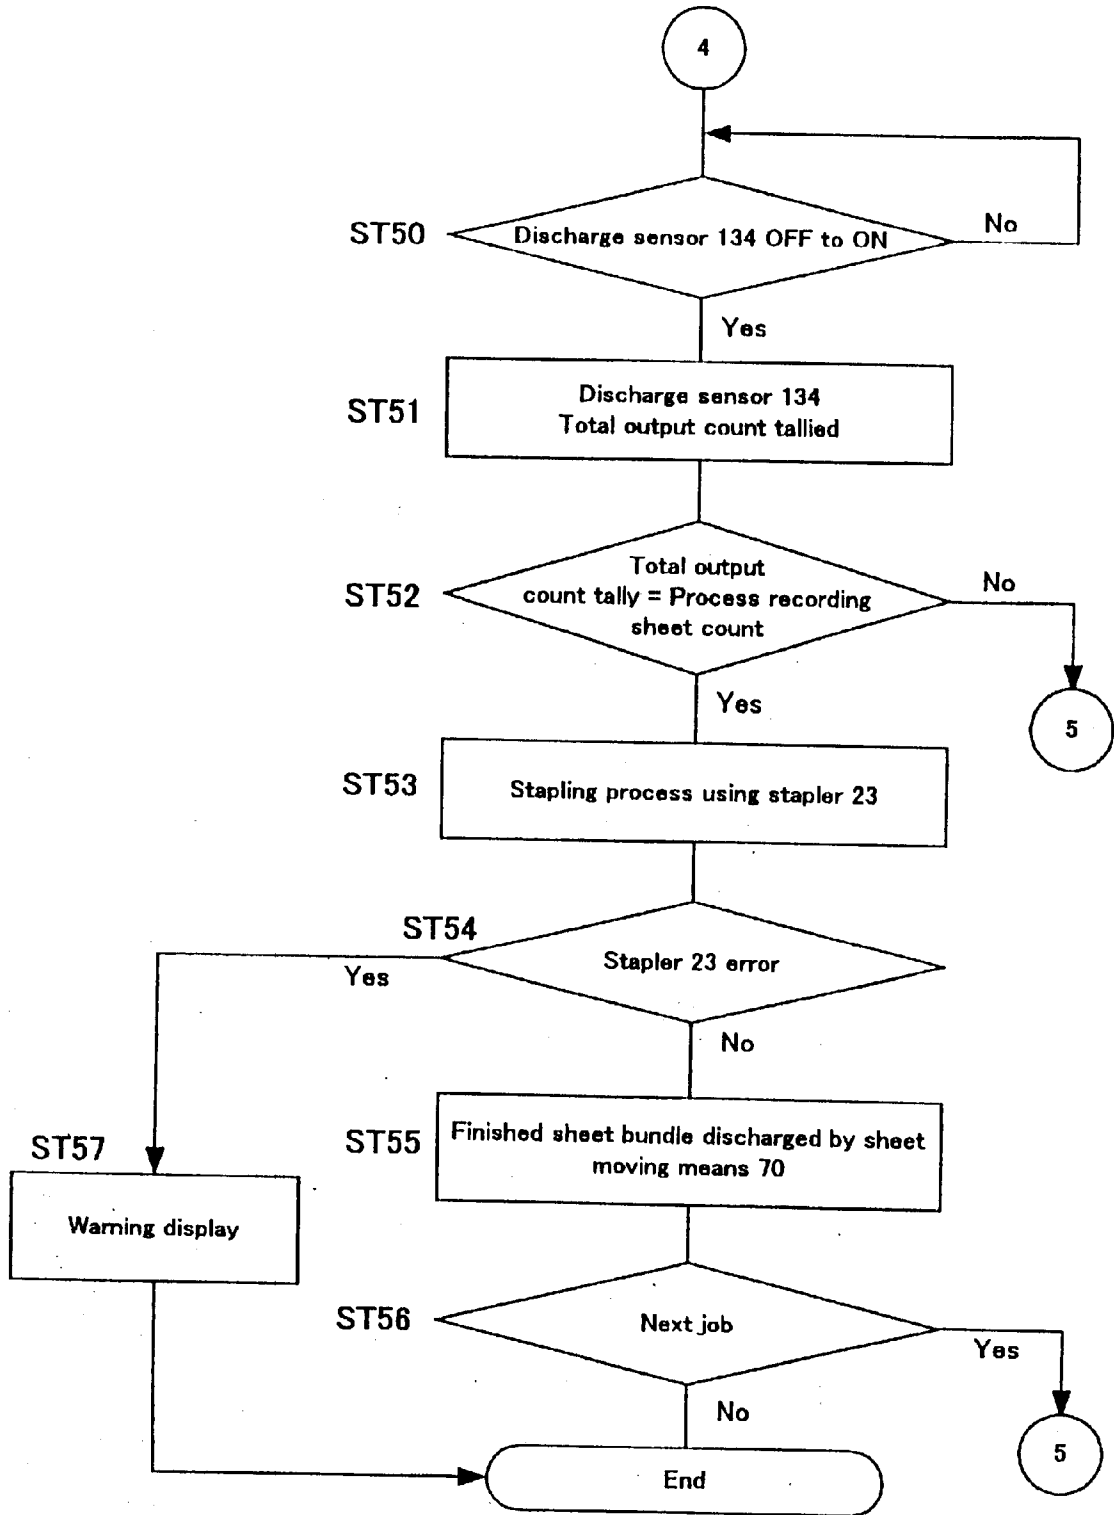 4
ST50
Discharge sensor 134 OFF to ON
No
Yes
ST51
Discharge sensor 134
Total output count tallied
ST52
Total output
count tally = Process recording
sheet count
No
Yes
5
ST53
Stapling process using stapler 23
ST54
Stapler 23 error
Yes
No
ST55
Finished sheet bundle discharged by sheet
moving means 70
ST57
Warning display
ST56
Next job
Yes
No
5
End